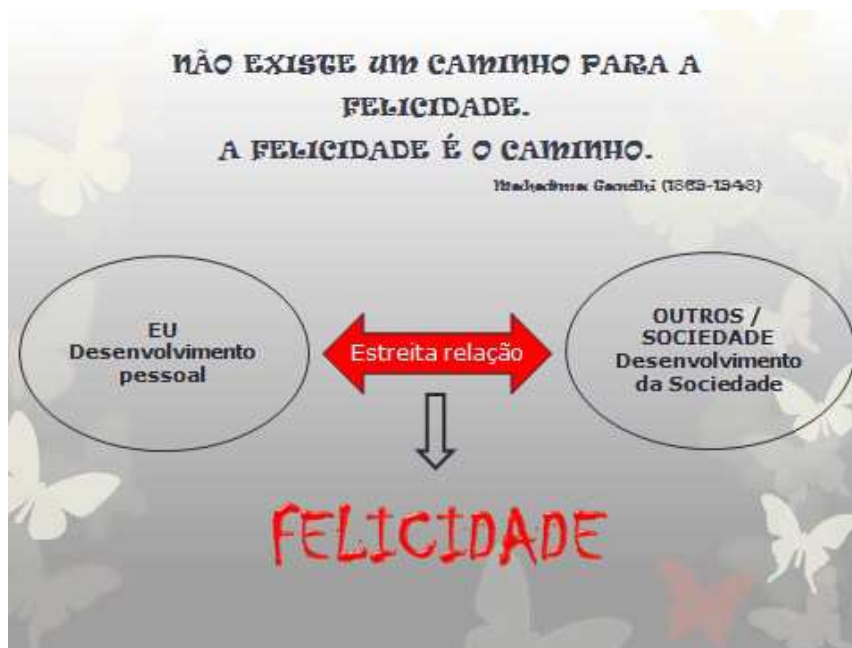 NÃO EXISTE UM CAMINHO PARA A
FELICIDADE.
A FELICIDADE É O CAMINHO.
Mahadma Gandhi (1869-1948)
EU
Desenvolvimento
pessoal
Estreita relação
OUTROS /
SOCIEDADE
Desenvolvimento
da Sociedade
FELICIDADE